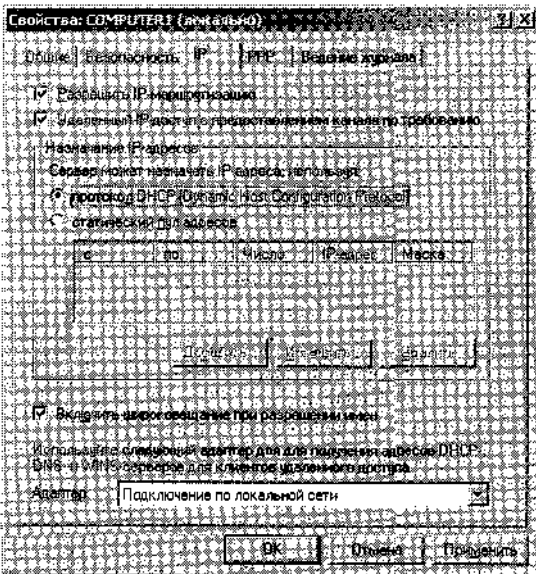 Свойства: COMPUTER1 (локально)
Общие Безопасность IP PPP Ведение журнала
Разрешить IP-маршрутизацию
Удаленный IP-доступ с предоставлением канала по требованию
Назначение IP-адресов
Сервер может назначать IP-адреса, используя:
протокол DHCP (Dynamic Host Configuration Protocol)
статический пул адресов
С по Число IP-адрес Маска
Добавить... Изменить... Удалить
Включить широковещание при разрешении имен
Используйте следующий адаптер для для получения адресов DHCP-,
DNS- и WINS-серверов для клиентов удаленного доступа.
Адаптер: Подключение по локальной сети
OK Отмена Применить